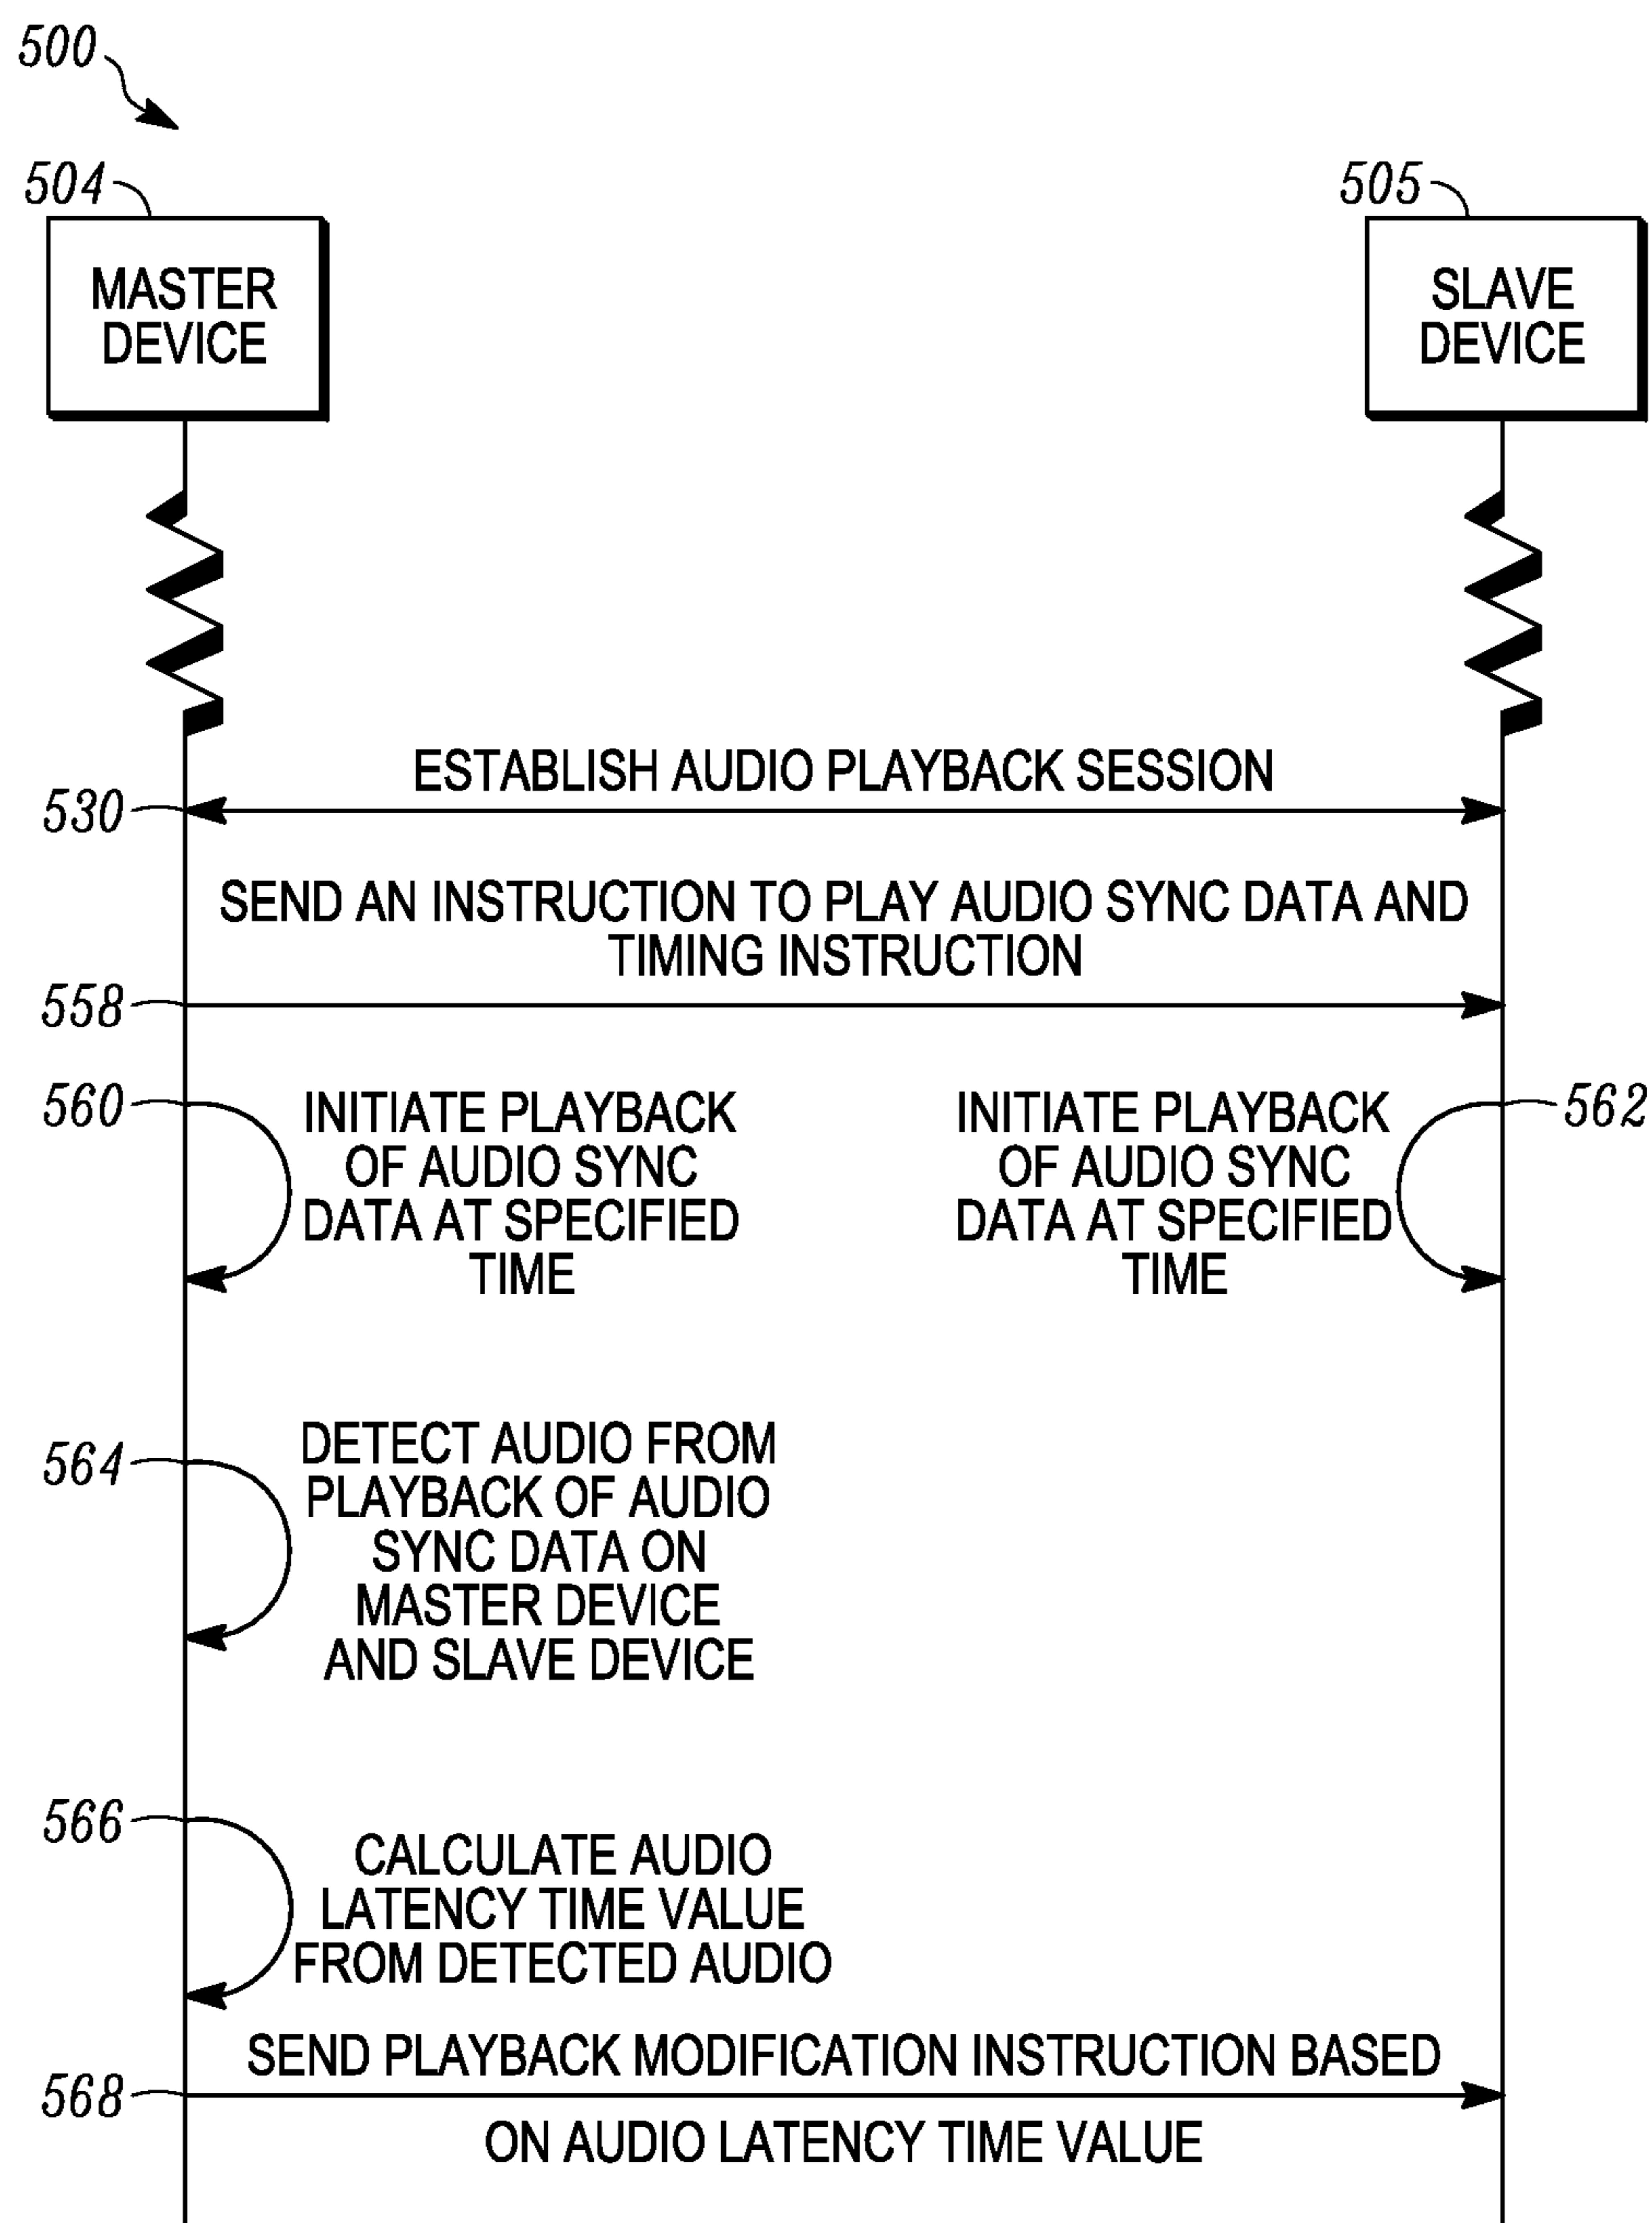 500
504
505
MASTER
DEVICE
SLAVE
DEVICE
ESTABLISH AUDIO PLAYBACK SESSION
530
SEND AN INSTRUCTION TO PLAY AUDIO SYNC DATA AND
TIMING INSTRUCTION
558
560
INITIATE PLAYBACK
OF AUDIO SYNC
DATA AT SPECIFIED
TIME
INITIATE PLAYBACK
OF AUDIO SYNC
DATA AT SPECIFIED
TIME
562
564
DETECT AUDIO FROM
PLAYBACK OF AUDIO
SYNC DATA ON
MASTER DEVICE
AND SLAVE DEVICE
566
CALCULATE AUDIO
LATENCY TIME VALUE
FROM DETECTED AUDIO
SEND PLAYBACK MODIFICATION INSTRUCTION BASED
568
ON AUDIO LATENCY TIME VALUE